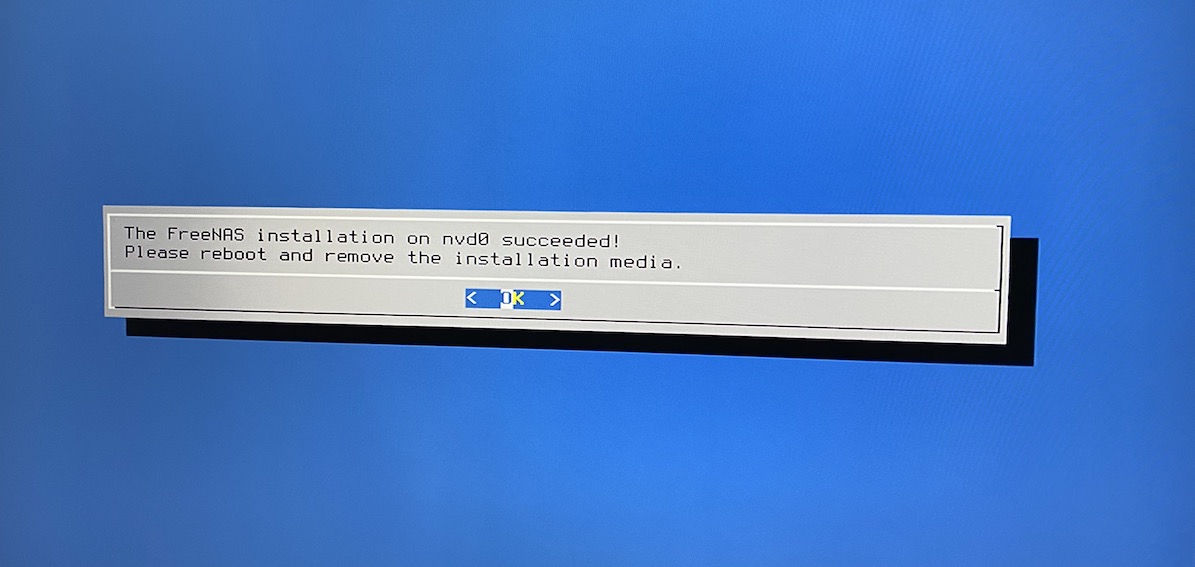 The FreeNAS installation on nvd0 succeeded!
Please reboot and remove the installation media.
< OK >